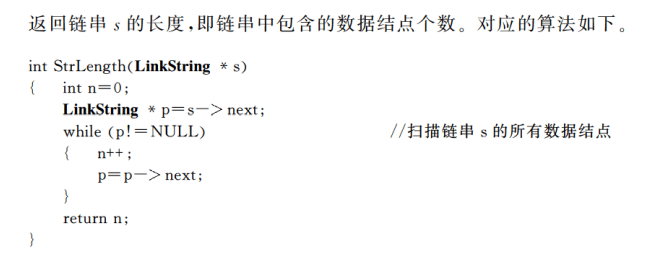 返回链串 s 的长度,即链串中包含的数据结点个数。对应的算法如下。
int StrLength(LinkString * s)
{ int n=0;
LinkString * p=s—>next;
while (p!=NULL) //扫描链串 s 的所有数据结点
{ n++;
p=p—>next;
}
return n;
}